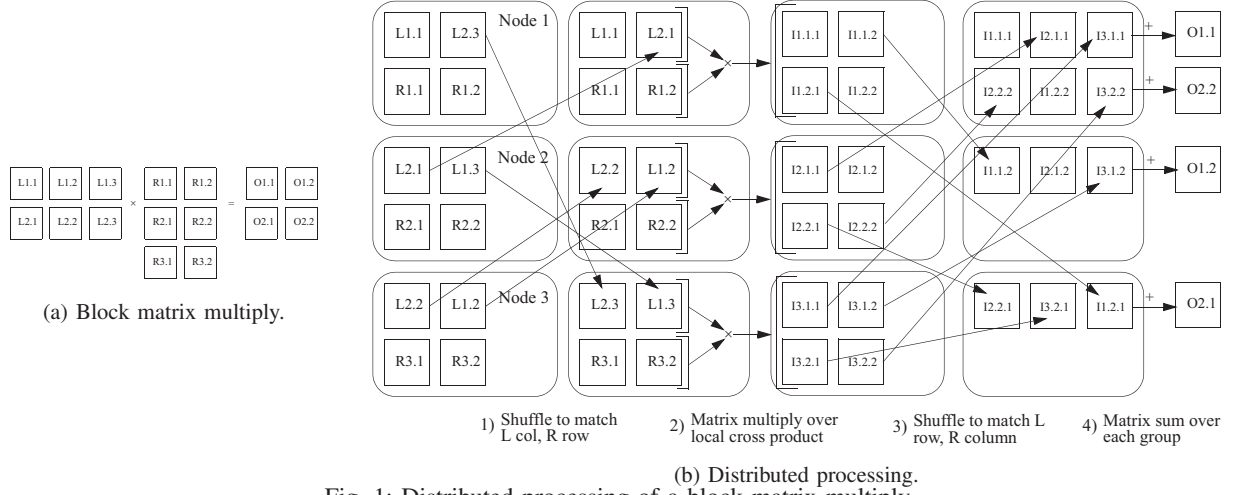 L1.1 L1.2 L1.3 × R1.1 R1.2 = O1.1 O1.2
L2.1 L2.2 L2.3 R2.1 R2.2 O2.1 O2.2
R3.1 R3.2
(a) Block matrix multiply.
Node 1
L1.1 L2.3
R1.1 R1.2
Node 2
L2.1 L1.3
R2.1 R2.2
Node 3
L2.2 L1.2
R3.1 R3.2
L1.1 L2.1
R1.1 R1.2
×
L2.2 L1.2
R2.1 R2.2
×
L2.3 L1.3
R3.1 R3.2
×
I1.1.1 I1.1.2
I1.2.1 I1.2.2
I2.1.1 I2.1.2
I2.2.1 I2.2.2
I3.1.1 I3.1.2
I3.2.1 I3.2.2
I1.1.1 I2.1.1 I3.1.1 + O1.1
I2.2.2 I1.2.2 I3.2.2 + O2.2
I1.1.2 I2.1.2 I3.1.2 + O1.2
I2.2.1 I3.2.1 I1.2.1 + O2.1
1) Shuffle to match
L col, R row
2) Matrix multiply over
local cross product
3) Shuffle to match L
row, R column
4) Matrix sum over
each group
(b) Distributed processing.
Fig. 1: Distributed processing of a block matrix multiply